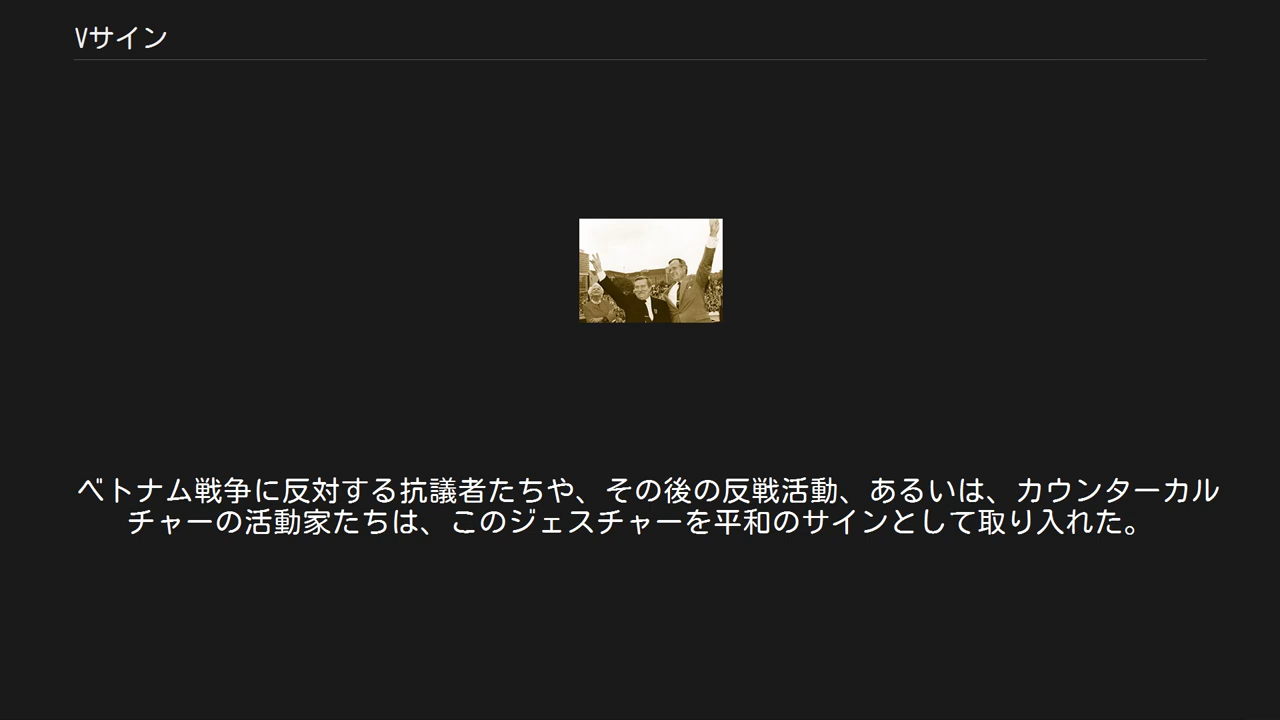 Vサイン
ベトナム戦争に反対する抗議者たちや、その後の反戦活動、あるいは、カウンターカル
チャーの活動家たちは、このジェスチャーを平和のサインとして取り入れた。